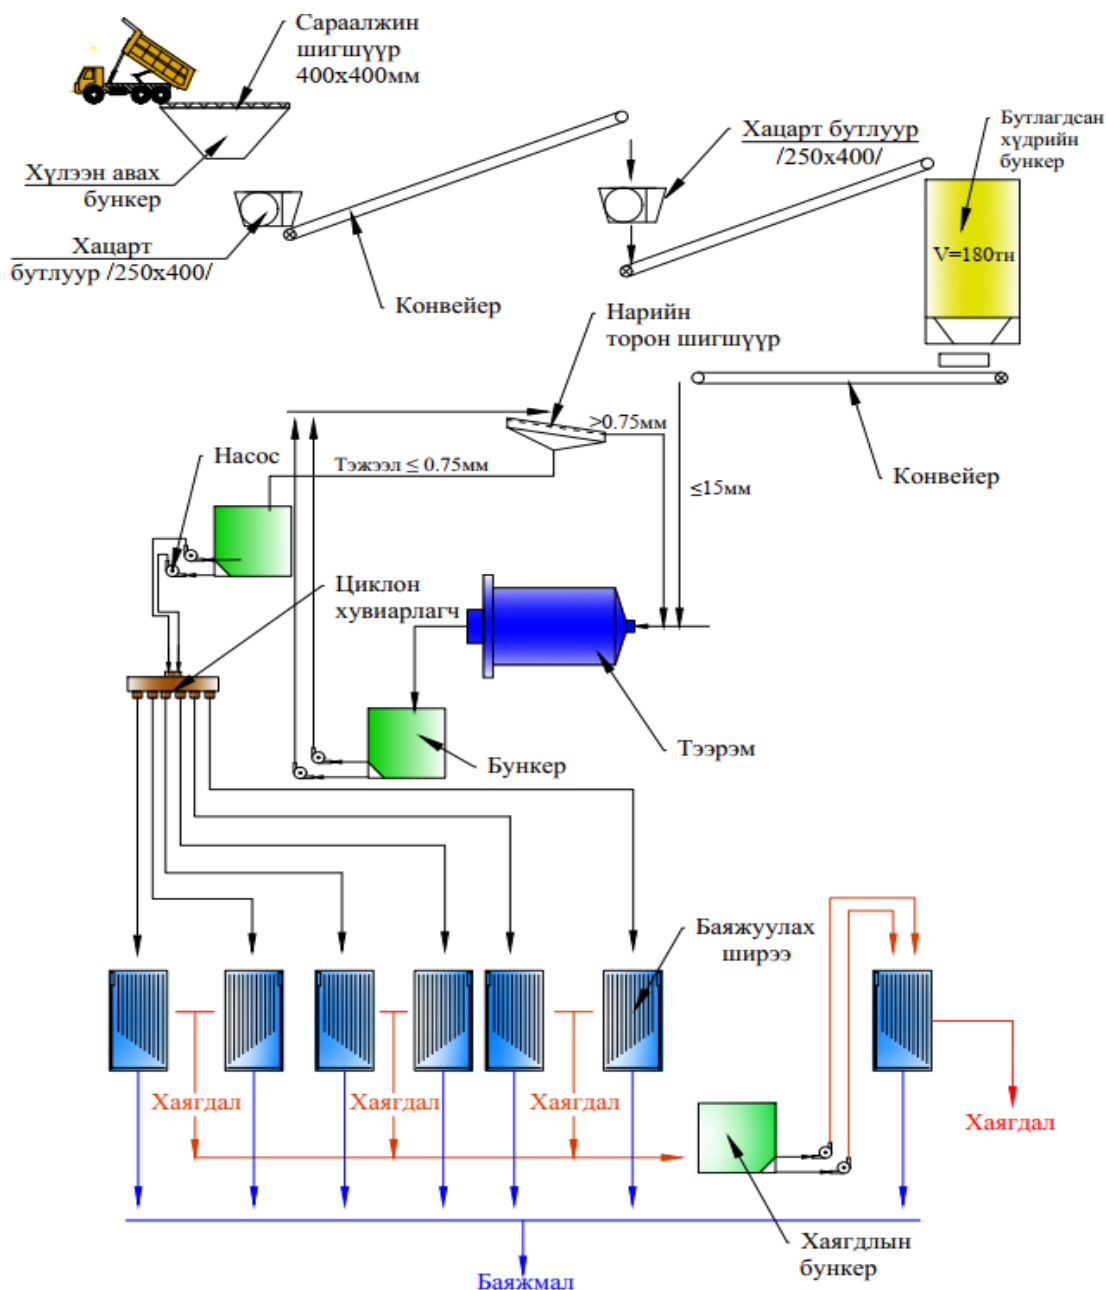 Сараалжин
шигшүүр
400x400мм
Хүлээн авах
бункер
Хацарт
бутлуур /250x400/
Конвейер
Хацарт бутлуур
/250x400/
Бутлагдсан
хүдрийн
бункер
V=180тн
Нарийн
торон шигшүүр
>0.75мм
Конвейер
≤15мм
Насос
Тэжээл ≤ 0.75мм
Циклон
хувиарлагч
Тээрэм
Бункер
Баяжуулах
ширээ
Хаягдал
Хаягдал
Хаягдал
Хаягдал
Хаягдлын
бункер
Баяжмал